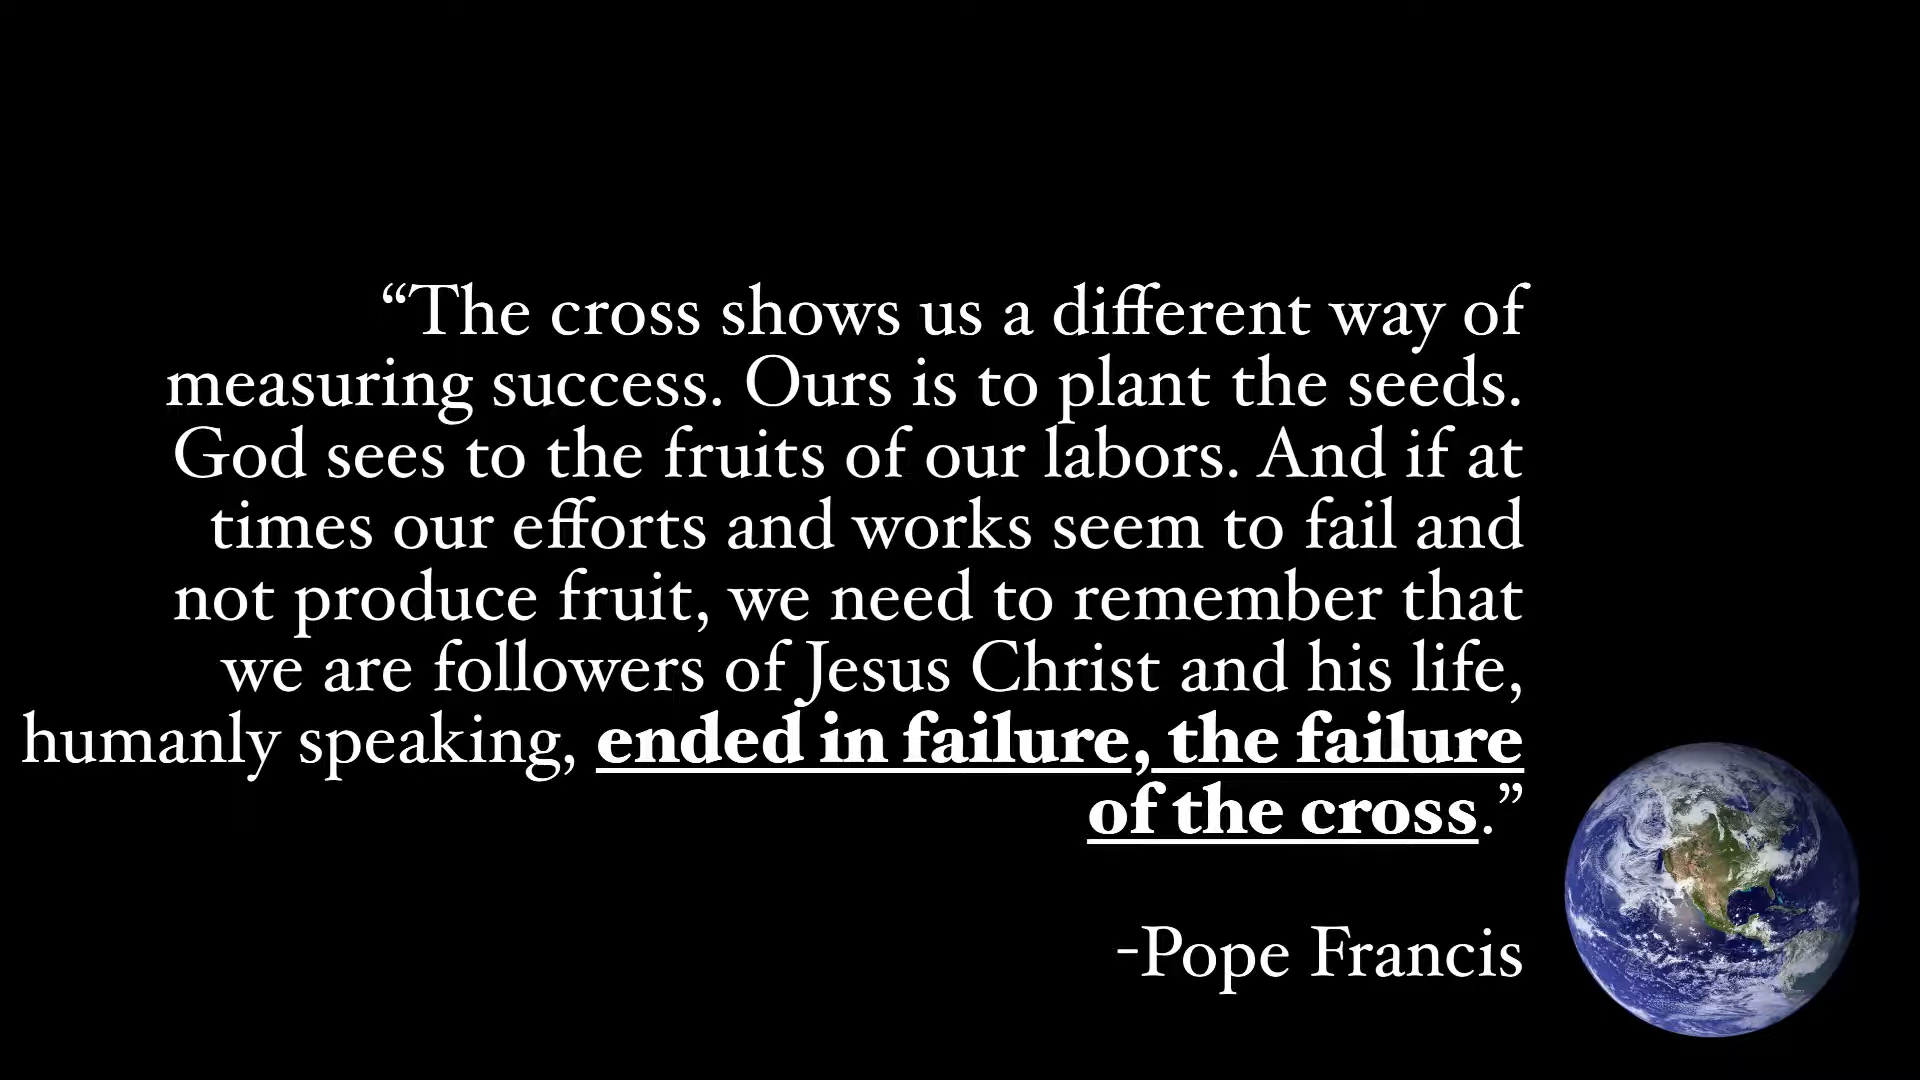 “The cross shows us a different way of
measuring success. Ours is to plant the seeds.
God sees to the fruits of our labors. And if at
times our efforts and works seem to fail and
not produce fruit, we need to remember that
we are followers of Jesus Christ and his life,
humanly speaking, ended in failure, the failure
of the cross.”
-Pope Francis